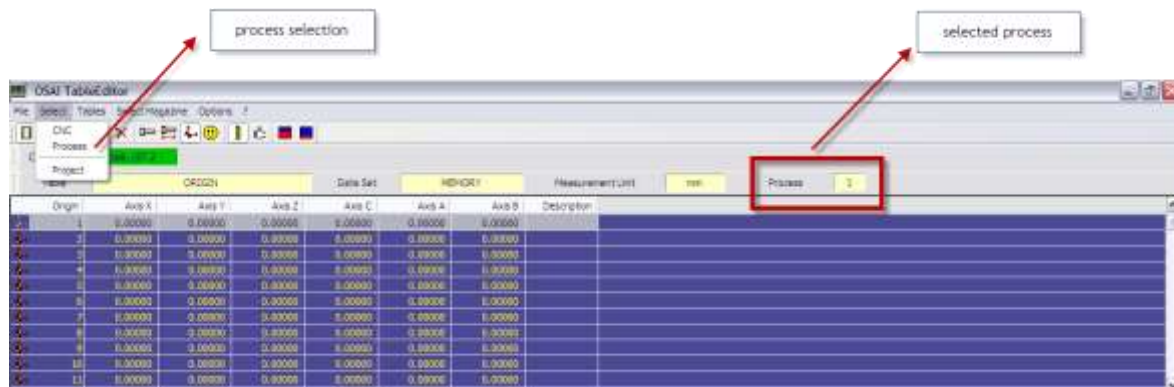 process selection
selected process
OSAI TableEditor
File Select Tables Select Magazine Options ?
CNC
Process
Project
Table ORIGIN Data Set MEMORY Measurement Unit mm Process 1
Origin Axis X Axis Y Axis Z Axis C Axis A Axis B Description
1 0.00000 0.00000 0.00000 0.00000 0.00000 0.00000
2 0.00000 0.00000 0.00000 0.00000 0.00000 0.00000
3 0.00000 0.00000 0.00000 0.00000 0.00000 0.00000
4 0.00000 0.00000 0.00000 0.00000 0.00000 0.00000
5 0.00000 0.00000 0.00000 0.00000 0.00000 0.00000
6 0.00000 0.00000 0.00000 0.00000 0.00000 0.00000
7 0.00000 0.00000 0.00000 0.00000 0.00000 0.00000
8 0.00000 0.00000 0.00000 0.00000 0.00000 0.00000
9 0.00000 0.00000 0.00000 0.00000 0.00000 0.00000
10 0.00000 0.00000 0.00000 0.00000 0.00000 0.00000
11 0.00000 0.00000 0.00000 0.00000 0.00000 0.00000